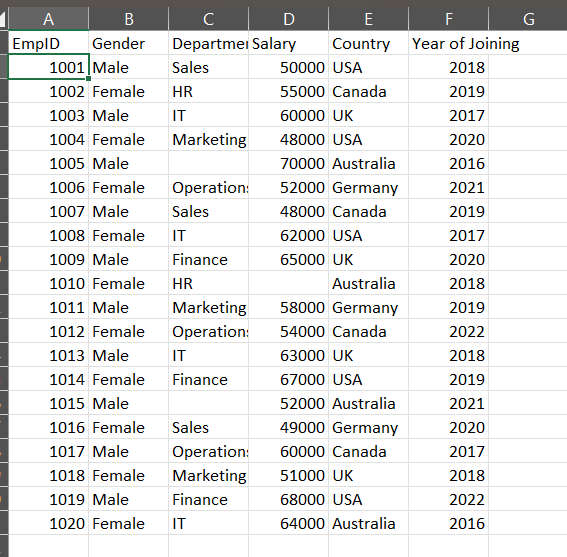 A B C D E F G
EmpID Gender Departmen Salary Country Year of Joining
1001 Male Sales 50000 USA 2018
1002 Female HR 55000 Canada 2019
1003 Male IT 60000 UK 2017
1004 Female Marketing 48000 USA 2020
1005 Male 70000 Australia 2016
1006 Female Operations 52000 Germany 2021
1007 Male Sales 48000 Canada 2019
1008 Female IT 62000 USA 2017
1009 Male Finance 65000 UK 2020
1010 Female HR Australia 2018
1011 Male Marketing 58000 Germany 2019
1012 Female Operations 54000 Canada 2022
1013 Male IT 63000 UK 2018
1014 Female Finance 67000 USA 2019
1015 Male 52000 Australia 2021
1016 Female Sales 49000 Germany 2020
1017 Male Operations 60000 Canada 2017
1018 Female Marketing 51000 UK 2018
1019 Male Finance 68000 USA 2022
1020 Female IT 64000 Australia 2016